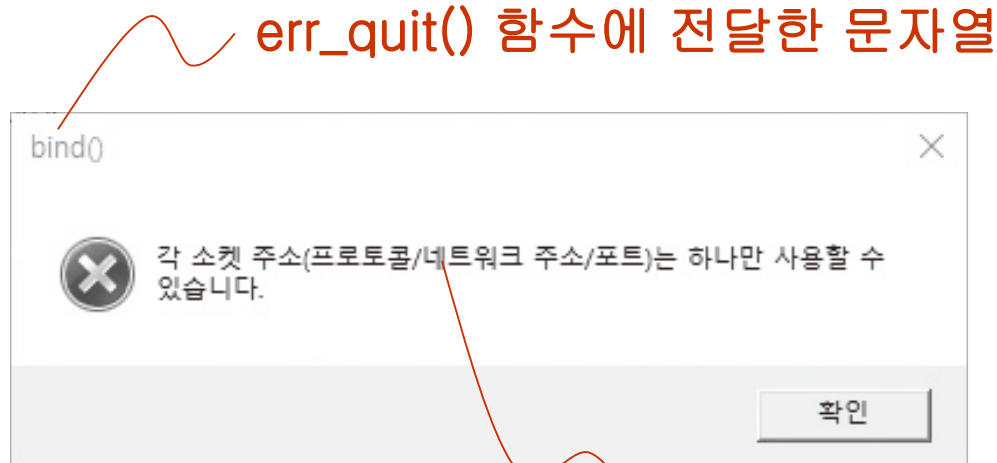 err_quit() 함수에 전달한 문자열
bind()
각 소켓 주소(프로토콜/네트워크 주소/포트)는 하나만 사용할 수
있습니다.
확인